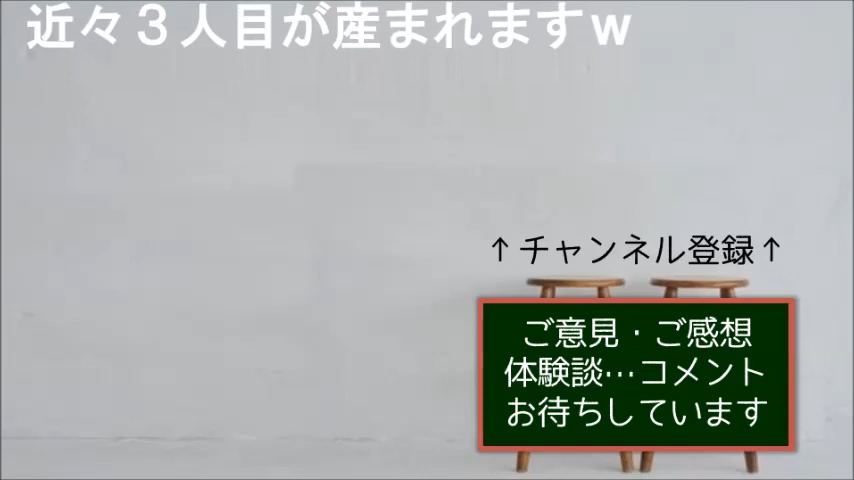 近々３人目が産まれますｗ
↑チャンネル登録↑
ご意見・ご感想
体験談…コメント
お待ちしています